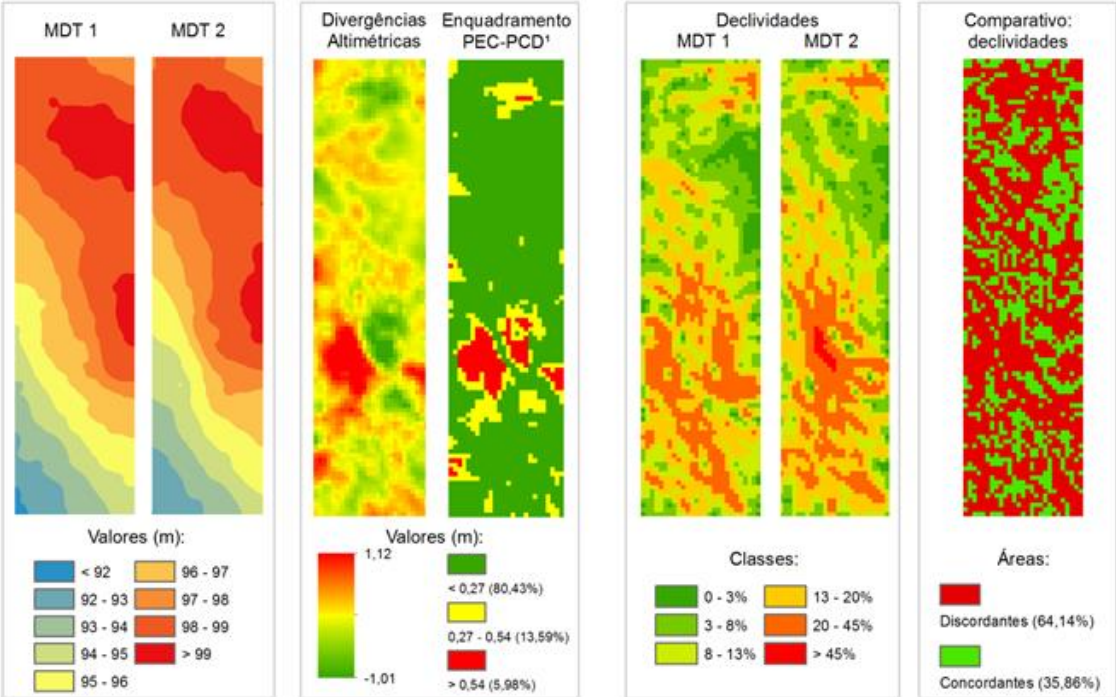 MDT 1
MDT 2
Valores (m):
< 92
92 - 93
93 - 94
94 - 95
95 - 96
96 - 97
97 - 98
98 - 99
> 99
Divergências
Altimétricas
Enquadramento
PEC-PCD¹
Valores (m):
1,12
-1,01
< 0,27 (80,43%)
0,27 - 0,54 (13,59%)
> 0,54 (5,98%)
Declividades
MDT 1
MDT 2
Classes:
0 - 3%
3 - 8%
8 - 13%
13 - 20%
20 - 45%
> 45%
Comparativo:
declividades
Áreas:
Discordantes (64,14%)
Concordantes (35,86%)